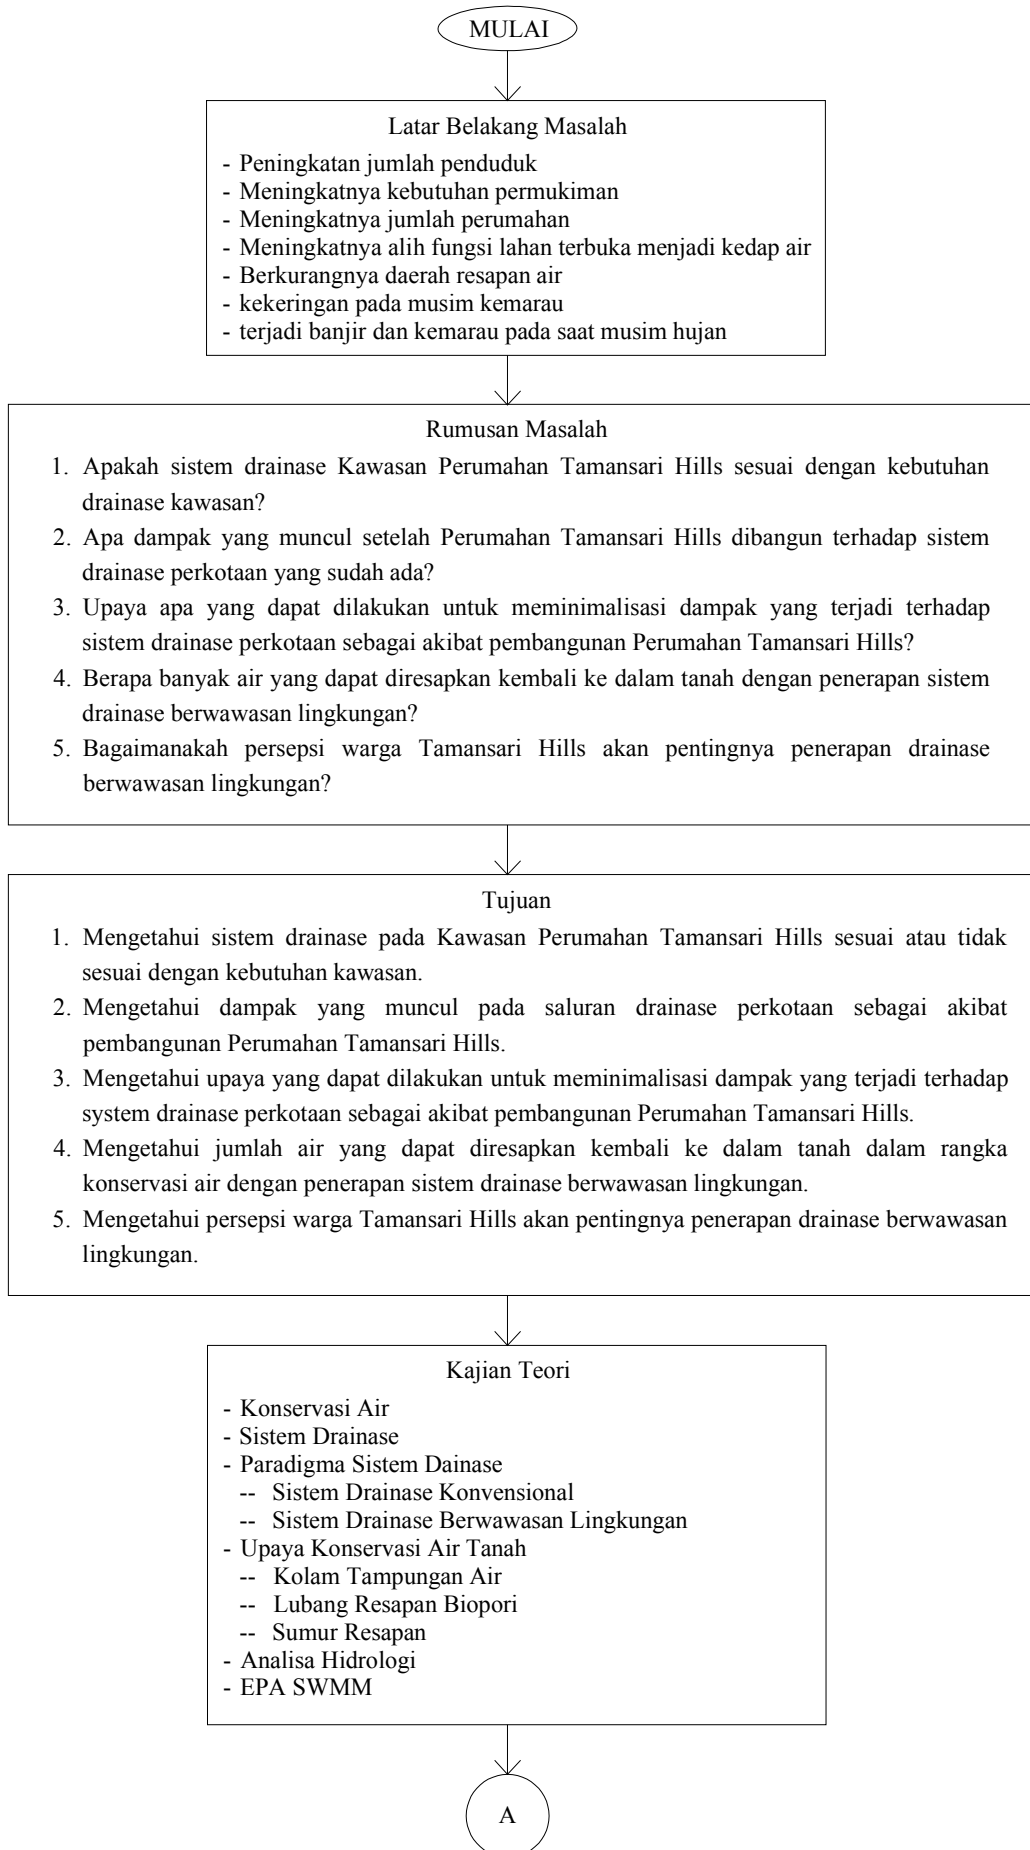 MULAI
Latar Belakang Masalah
- Peningkatan jumlah penduduk
- Meningkatnya kebutuhan permukiman
- Meningkatnya jumlah perumahan
- Meningkatnya alih fungsi lahan terbuka menjadi kedap air
- Berkurangnya daerah resapan air
- kekeringan pada musim kemarau
- terjadi banjir dan kemarau pada saat musim hujan
Rumusan Masalah
1. Apakah sistem drainase Kawasan Perumahan Tamansari Hills sesuai dengan kebutuhan
drainase kawasan?
2. Apa dampak yang muncul setelah Perumahan Tamansari Hills dibangun terhadap sistem
drainase perkotaan yang sudah ada?
3. Upaya apa yang dapat dilakukan untuk meminimalisasi dampak yang terjadi terhadap
sistem drainase perkotaan sebagai akibat pembangunan Perumahan Tamansari Hills?
4. Berapa banyak air yang dapat diresapkan kembali ke dalam tanah dengan penerapan sistem
drainase berwawasan lingkungan?
5. Bagaimanakah persepsi warga Tamansari Hills akan pentingnya penerapan drainase
berwawasan lingkungan?
Tujuan
1. Mengetahui sistem drainase pada Kawasan Perumahan Tamansari Hills sesuai atau tidak
sesuai dengan kebutuhan kawasan.
2. Mengetahui dampak yang muncul pada saluran drainase perkotaan sebagai akibat
pembangunan Perumahan Tamansari Hills.
3. Mengetahui upaya yang dapat dilakukan untuk meminimalisasi dampak yang terjadi terhadap
system drainase perkotaan sebagai akibat pembangunan Perumahan Tamansari Hills.
4. Mengetahui jumlah air yang dapat diresapkan kembali ke dalam tanah dalam rangka
konservasi air dengan penerapan sistem drainase berwawasan lingkungan.
5. Mengetahui persepsi warga Tamansari Hills akan pentingnya penerapan drainase berwawasan
lingkungan.
Kajian Teori
- Konservasi Air
- Sistem Drainase
- Paradigma Sistem Dainase
-- Sistem Drainase Konvensional
-- Sistem Drainase Berwawasan Lingkungan
- Upaya Konservasi Air Tanah
-- Kolam Tampungan Air
-- Lubang Resapan Biopori
-- Sumur Resapan
- Analisa Hidrologi
- EPA SWMM
A